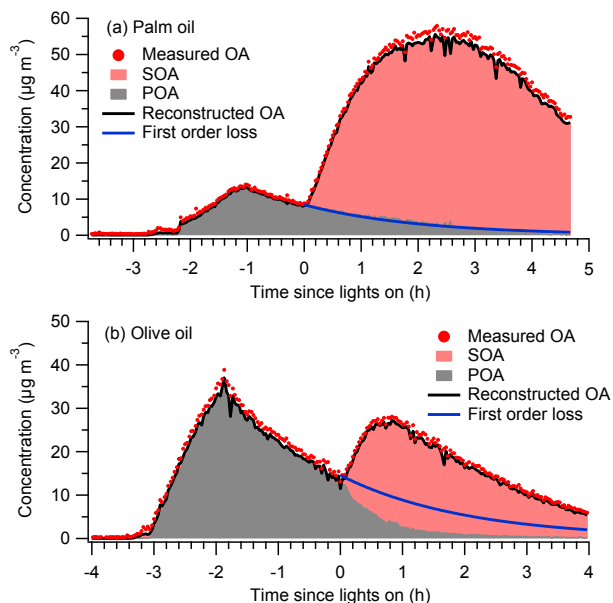 (a) Palm oil
Measured OA
SOA
POA
Reconstructed OA
First order loss
Concentration (µg m⁻³)
60
50
40
30
20
10
0
-3 -2 -1 0 1 2 3 4 5
Time since lights on (h)
(b) Olive oil
Measured OA
SOA
POA
Reconstructed OA
First order loss
Concentration (µg m⁻³)
50
40
30
20
10
0
-4 -3 -2 -1 0 1 2 3 4
Time since lights on (h)